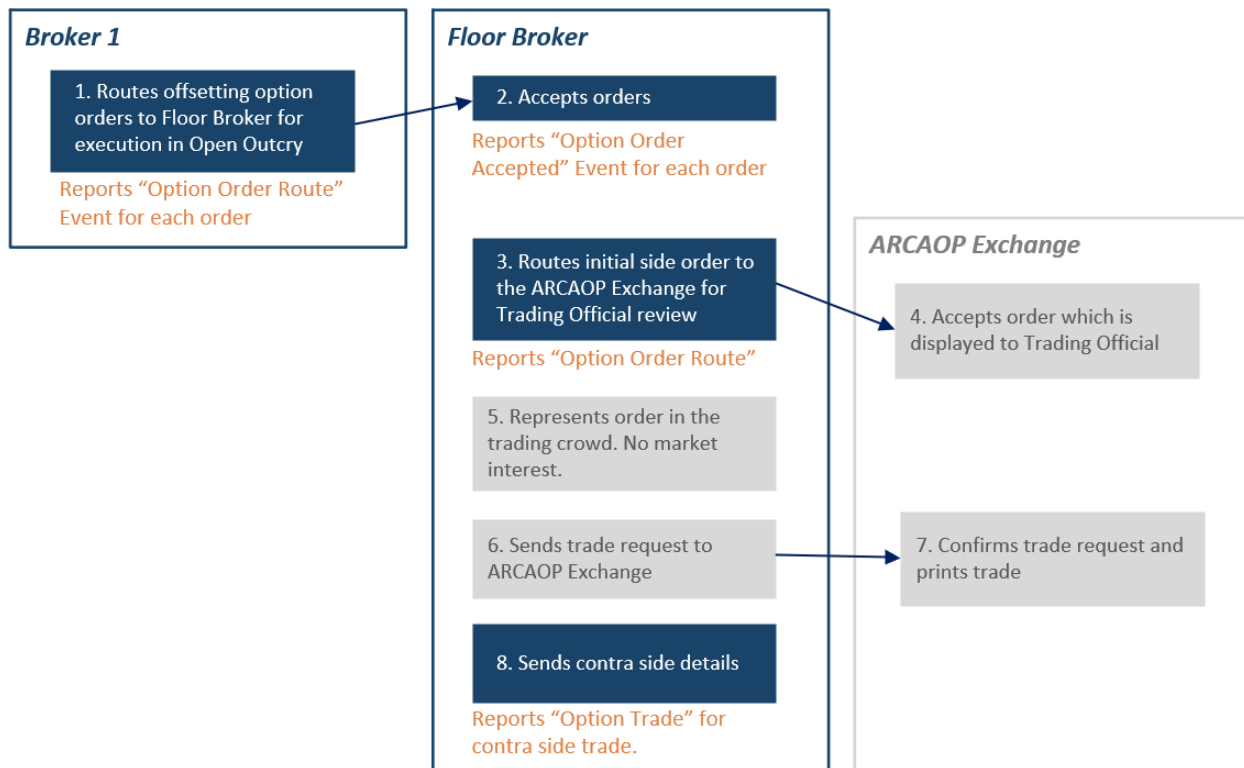 Broker 1
1. Routes offsetting option
orders to Floor Broker for
execution in Open Outcry
Reports “Option Order Route”
Event for each order
Floor Broker
2. Accepts orders
Reports “Option Order
Accepted” Event for each order
3. Routes initial side order to
the ARCAOP Exchange for
Trading Official review
Reports “Option Order Route”
ARCAOP Exchange
4. Accepts order which is
displayed to Trading Official
5. Represents order in the
trading crowd. No market
interest.
6. Sends trade request to
ARCAOP Exchange
7. Confirms trade request and
prints trade
8. Sends contra side details
Reports “Option Trade” for
contra side trade.